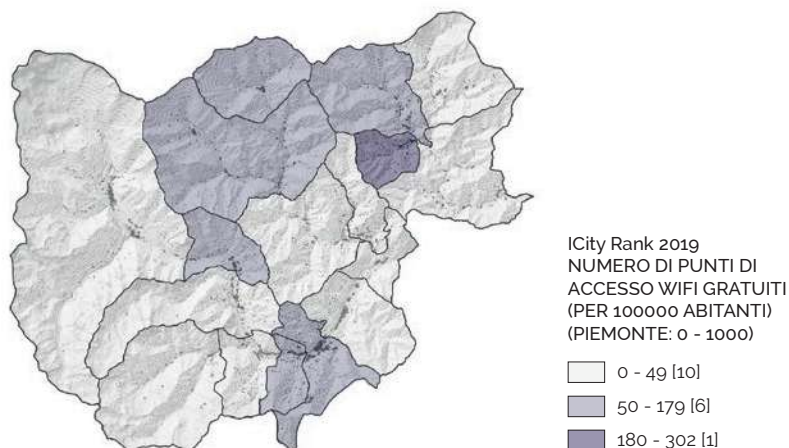 ICity Rank 2019
NUMERO DI PUNTI DI
ACCESSO WIFI GRATUITI
(PER 100000 ABITANTI)
(PIEMONTE: 0 - 1000)
0 - 49 [10]
50 - 179 [6]
180 - 302 [1]